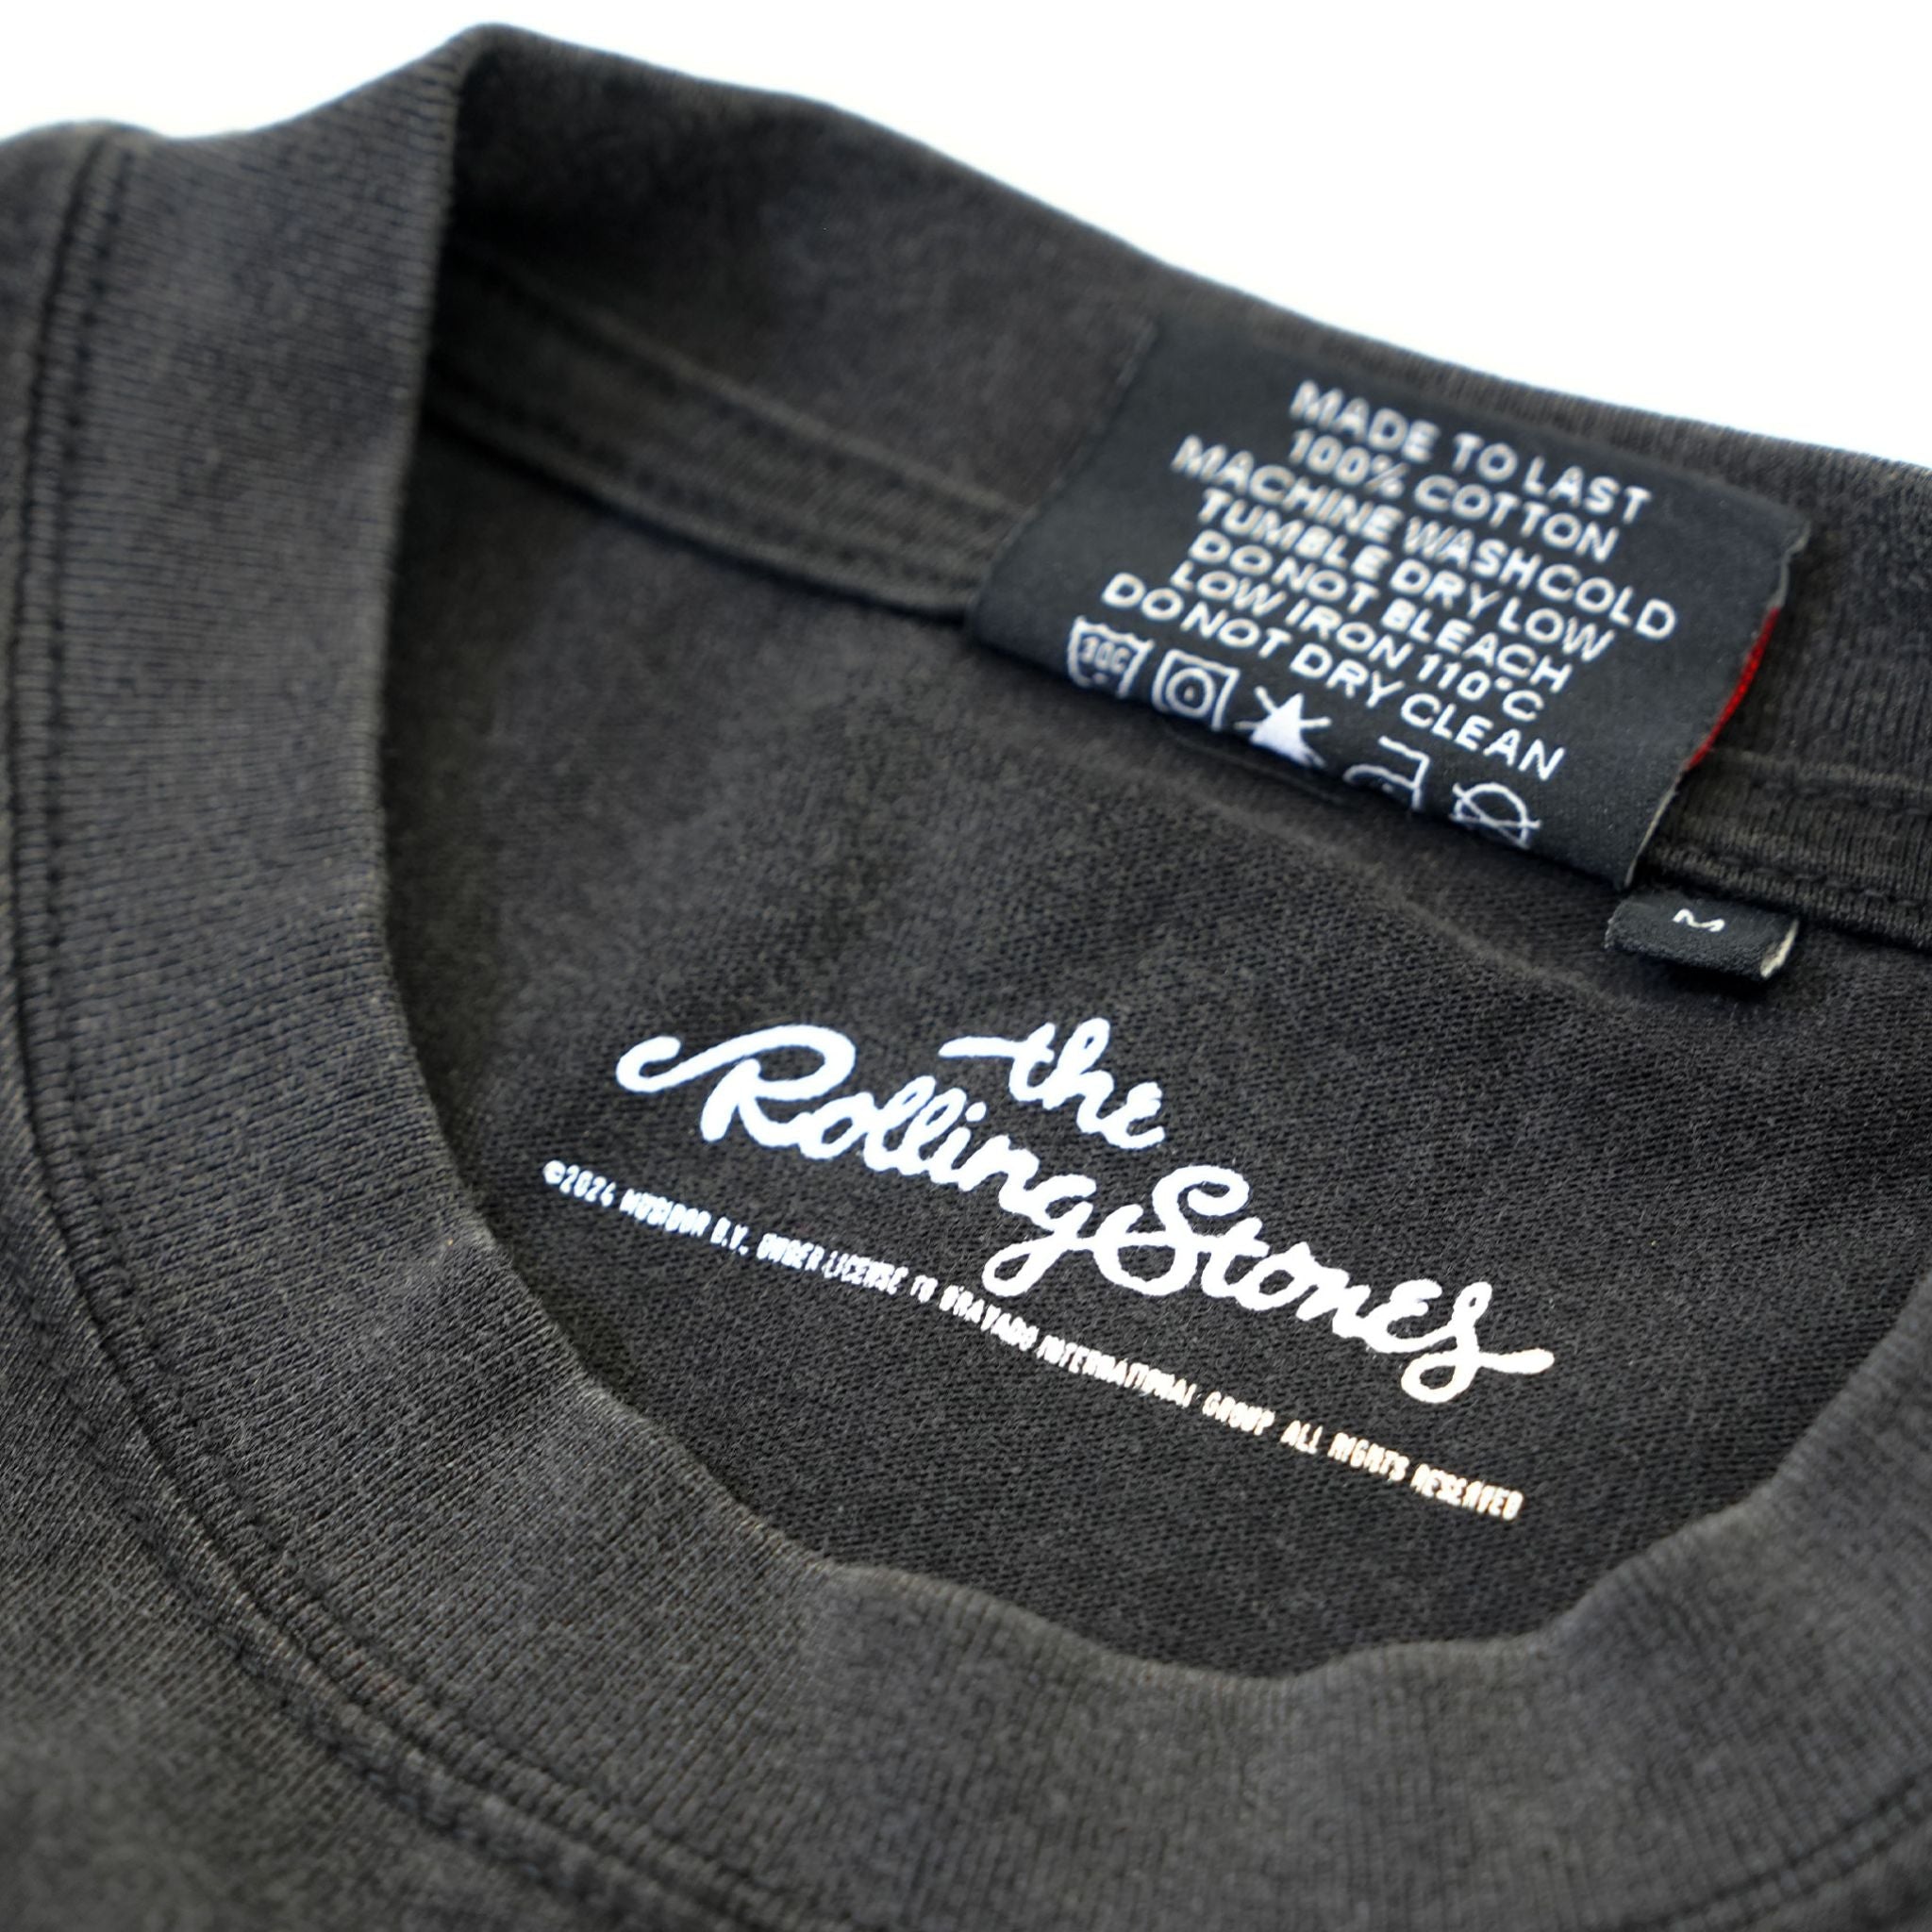 MADE TO LAST
100% COTTON
MACHINE WASH COLD
TUMBLE DRY LOW
DO NOT BLEACH
LOW IRON 110°C
DO NOT DRY CLEAN
30C
M
the
Rolling Stones
©2024 MUSIDOR B.V. UNDER LICENSE TO BRAVADO INTERNATIONAL GROUP ALL RIGHTS RESERVED